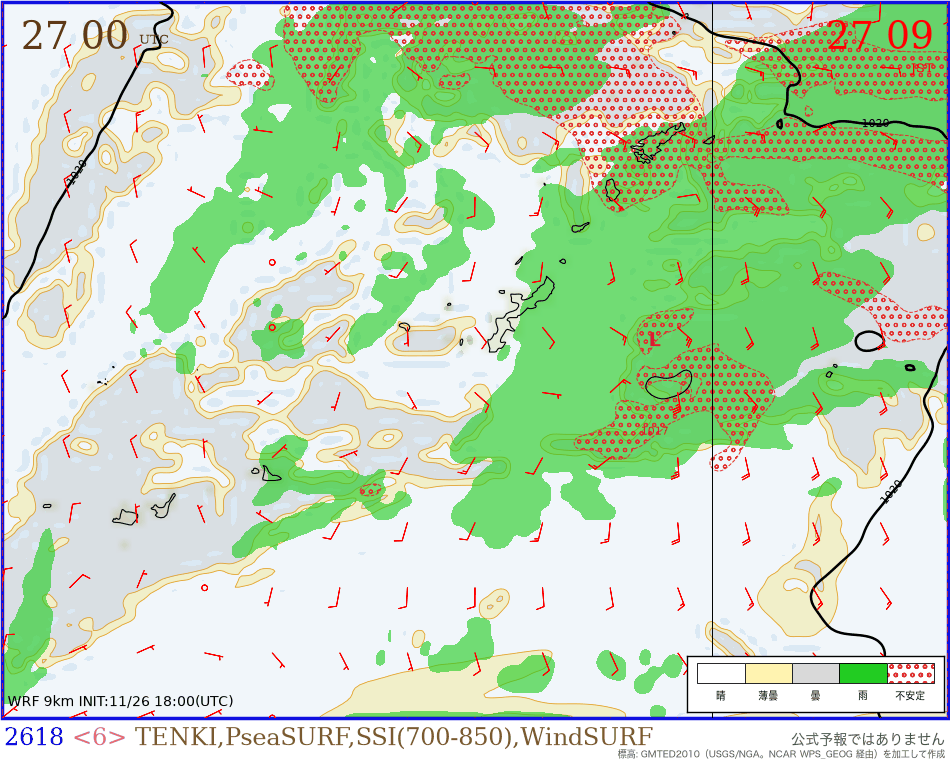 27 00 UTC
27 09
JST
1020
1020
L
1017
1020
晴 薄曇 曇 雨 不安定
WRF 9km INIT:11/26 18:00(UTC)
2618 <6> TENKI,PseaSURF,SSI(700-850),WindSURF
公式予報ではありません
標高: GMTED2010（USGS/NGA。NCAR WPS_GEOG 経由）を加工して作成